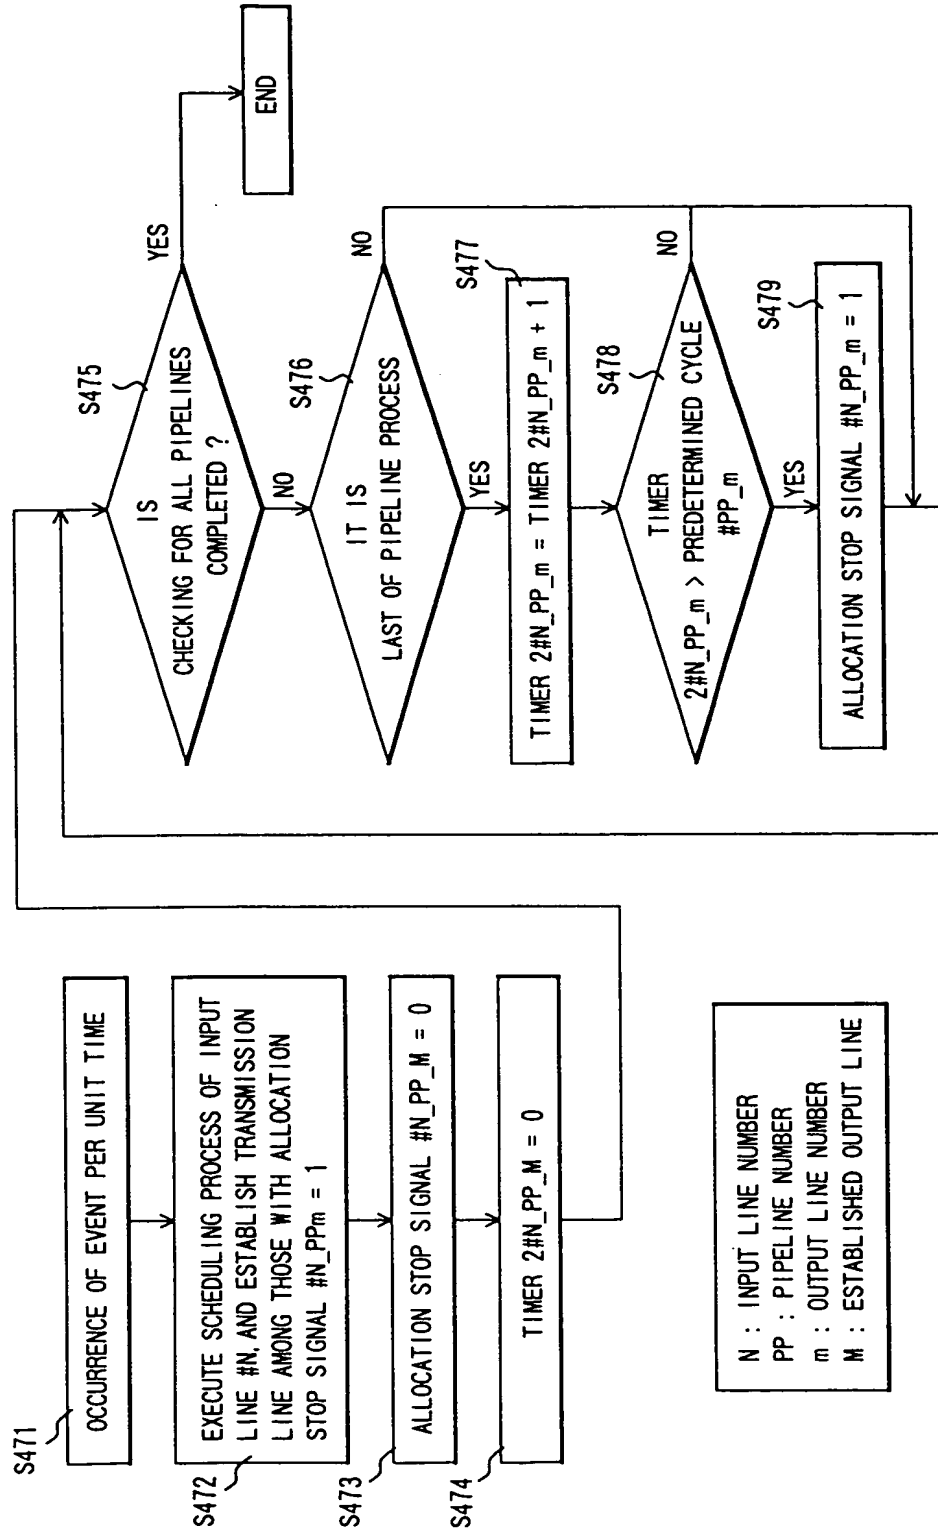 S471
OCCURRENCE OF EVENT PER UNIT TIME
S472
EXECUTE SCHEDULING PROCESS OF INPUT
LINE #N, AND ESTABLISH TRANSMISSION
LINE AMONG THOSE WITH ALLOCATION
STOP SIGNAL #N_PPm = 1
S473
ALLOCATION STOP SIGNAL #N_PP_M = 0
S474
TIMER 2#N_PP_M = 0
S475
IS
CHECKING FOR ALL PIPELINES
COMPLETED ?
YES
END
NO
S476
IT IS
LAST OF PIPELINE PROCESS
NO
YES
S477
TIMER 2#N_PP_m = TIMER 2#N_PP_m + 1
S478
TIMER
2#N_PP_m > PREDETERMINED CYCLE
#PP_m
NO
YES
S479
ALLOCATION STOP SIGNAL #N_PP_m = 1
N : INPUT LINE NUMBER
PP : PIPELINE NUMBER
m : OUTPUT LINE NUMBER
M : ESTABLISHED OUTPUT LINE